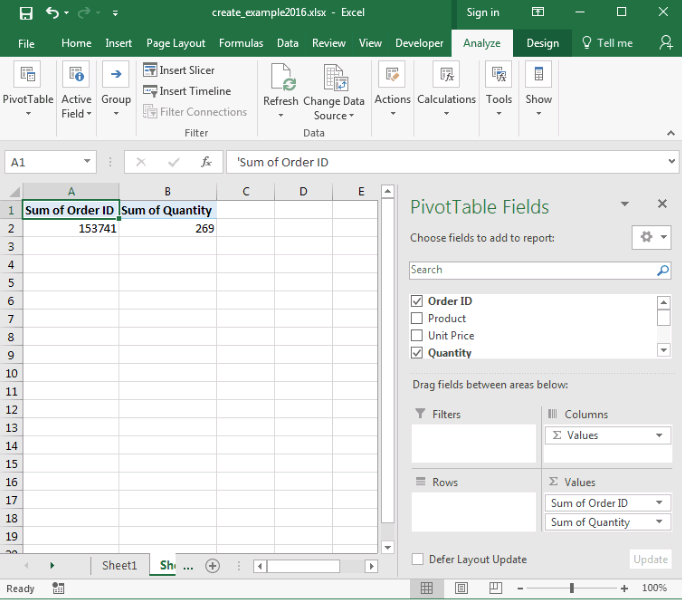 create_example2016.xlsx - Excel
Sign in
File Home Insert Page Layout Formulas Data Review View Developer Analyze Design Tell me
PivotTable
Active Field
Group
Insert Slicer
Insert Timeline
Filter Connections
Filter
Refresh
Change Data Source
Data
Actions
Calculations
Tools
Show
A1
fx
'Sum of Order ID
A B C D E
1 Sum of Order ID Sum of Quantity
2 153741 269
3
4
5
6
7
8
9
10
11
12
13
14
15
16
17
18
19
20
PivotTable Fields
Choose fields to add to report:
Search
Order ID
Product
Unit Price
Quantity
Drag fields between areas below:
Filters
Columns
Σ Values
Rows
Σ Values
Sum of Order ID
Sum of Quantity
Defer Layout Update
Update
Sheet1 She ...
Ready
100%